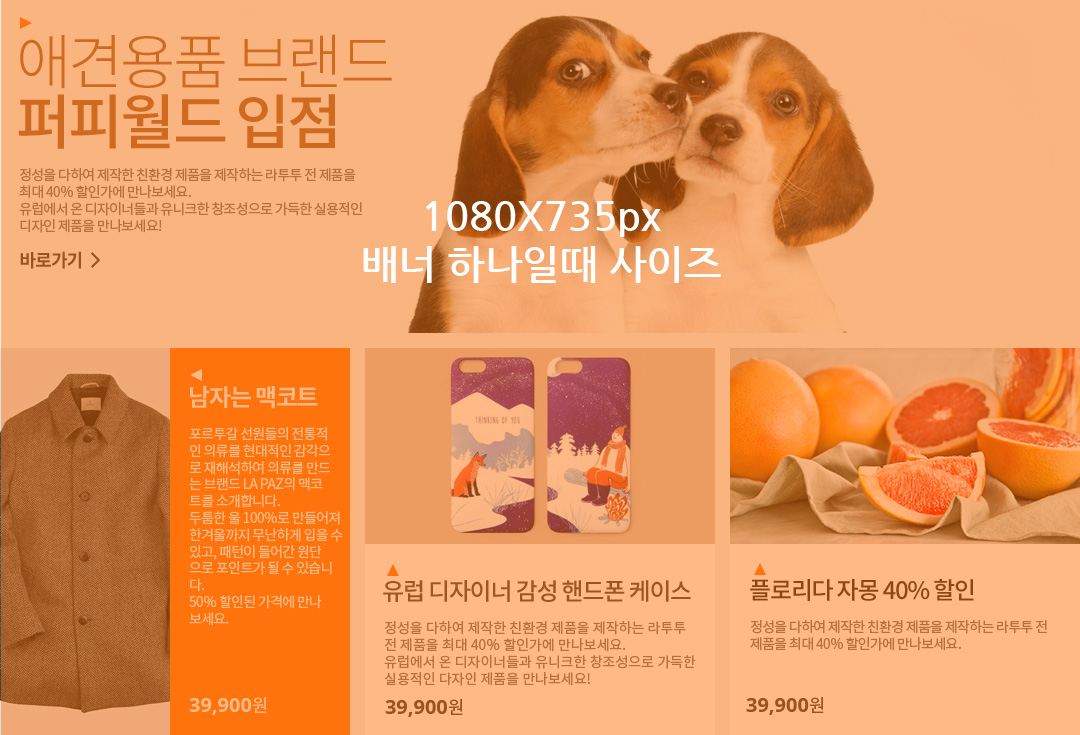 애견용품 브랜드
퍼피월드 입점
정성을 다하여 제작한 친환경 제품을 제작하는 라투투 전 제품을
최대 40% 할인가에 만나보세요.
유럽에서 온 디자이너들과 유니크한 창조성으로 가득한 실용적인
디자인 제품을 만나보세요!
바로가기 >
1080X735px
배너 하나일때 사이즈
남자는 맥코트
포르투갈 선원들의 전통적
인 의류를 현대적인 감각으
로 재해석하여 의류를 만드
는 브랜드 LA PAZ의 맥코
트를 소개합니다.
두툼한 울 100%로 만들어져
한겨울까지 무난하게 입을 수
있고, 패턴이 들어간 원단
으로 포인트가 될 수 있습니
다.
50% 할인된 가격에 만나
보세요.
39,900원
THINKING OF YOU
유럽 디자이너 감성 핸드폰 케이스
정성을 다하여 제작한 친환경 제품을 제작하는 라투투
전 제품을 최대 40% 할인가에 만나보세요.
유럽에서 온 디자이너들과 유니크한 창조성으로 가득한
실용적인 다자인 제품을 만나보세요!
39,900원
플로리다 자몽 40% 할인
정성을 다하여 제작한 친환경 제품을 제작하는 라투투 전
제품을 최대 40% 할인가에 만나보세요.
39,900원